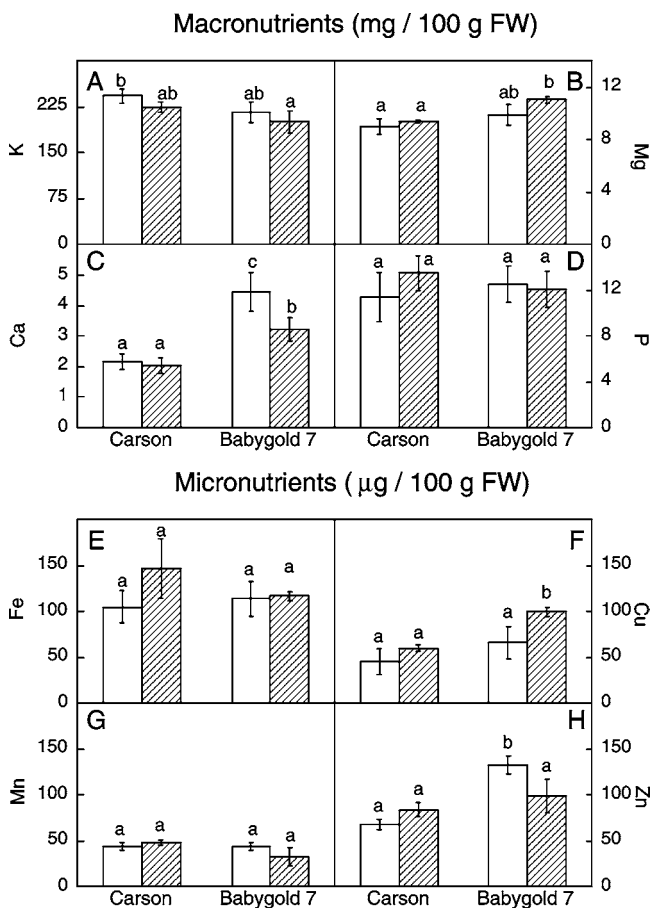 Macronutrients (mg / 100 g FW)
A b ab ab a
a a ab b B
225
150
75
0
K
12
8
4
0
Mg
C a a c b
a a a a D
5
4
3
2
1
0
Ca
12
8
4
0
P
Carson Babygold 7 Carson Babygold 7
Micronutrients (μg / 100 g FW)
E a a a a
a a a b F
150
100
50
0
Fe
150
100
50
0
Cu
G a a a a
a a b a H
150
100
50
0
Mn
150
100
50
0
Zn
Carson Babygold 7 Carson Babygold 7